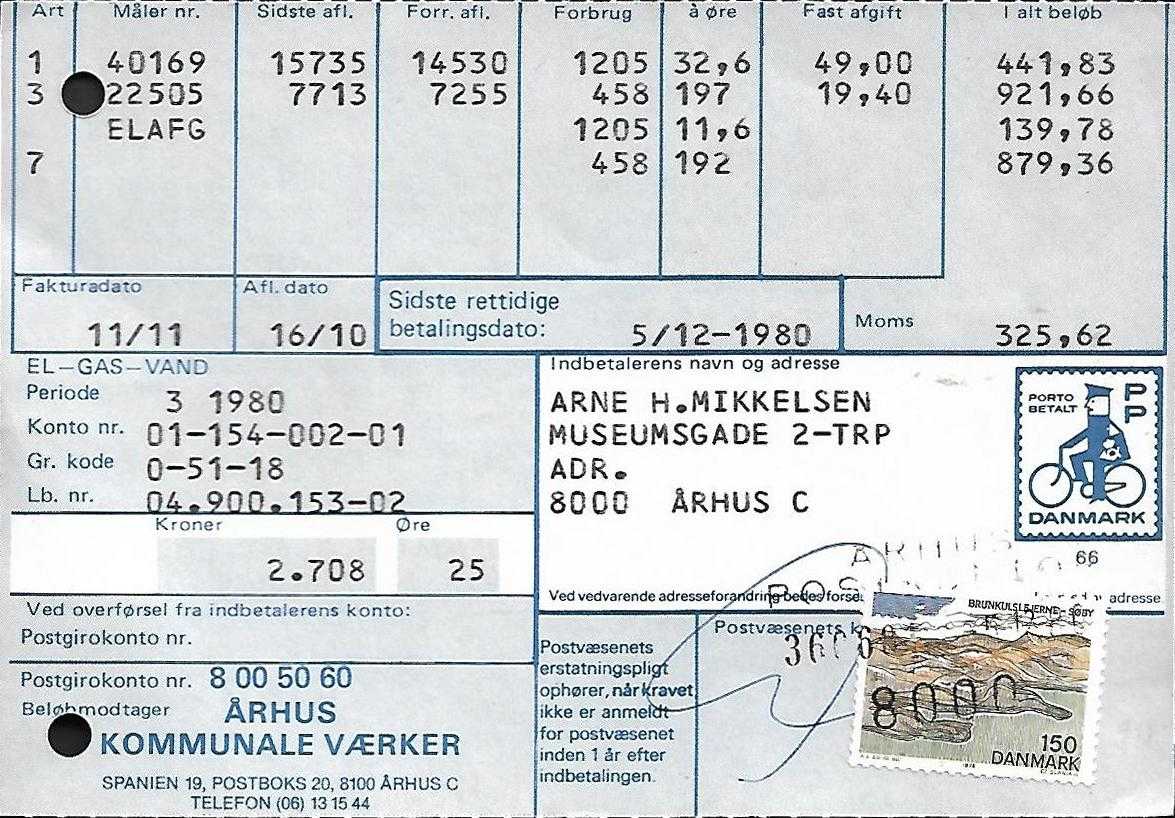 Art Måler nr. Sidste afl. Forr. afl. Forbrug à øre Fast afgift I alt beløb
1 40169 15735 14530 1205 32,6 49,00 441,83
3 22505 7713 7255 458 197 19,40 921,66
ELAFG 1205 11,6 139,78
7 458 192 879,36
Fakturadato Afl. dato Sidste rettidige betalingsdato: Moms
11/11 16/10 5/12-1980 325,62
EL-GAS-VAND
Periode 3 1980
Konto nr. 01-154-002-01
Gr. kode 0-51-18
Lb. nr. 04.900.153-02
Kroner Øre
2.708 25
Ved overførsel fra indbetalerens konto:
Postgirokonto nr.
Postgirokonto nr. 8 00 50 60
Beløbmodtager ÅRHUS
KOMMUNALE VÆRKER
SPANIEN 19, POSTBOKS 20, 8100 ÅRHUS C
TELEFON (06) 13 15 44
Indbetalerens navn og adresse
ARNE H.MIKKELSEN
MUSEUMSGADE 2-TRP
ADR.
8000 ÅRHUS C
PORTO BETALT
PP
DANMARK
66
Ved vedvarende adresseforandring bedes adresse
Postvæsenets
erstatningspligt
ophører, når kravet
ikke er anmeldt
for postvæsenet
inden 1 år efter
indbetalingen.
Postvæsenets
ÅRHUS
8000
BRUNKULSLEJERNE-SØBY
150
DANMARK